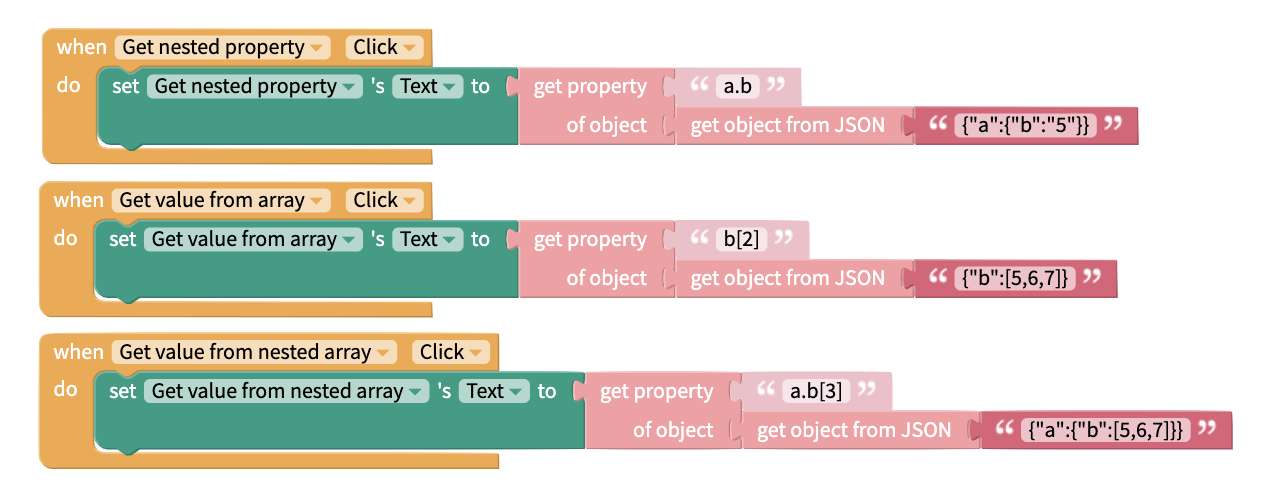 when Get nested property Click
do set Get nested property 's Text to get property “ a.b ”
of object get object from JSON “ {"a":{"b":"5"}} ”
when Get value from array Click
do set Get value from array 's Text to get property “ b[2] ”
of object get object from JSON “ {"b":[5,6,7]} ”
when Get value from nested array Click
do set Get value from nested array 's Text to get property “ a.b[3] ”
of object get object from JSON “ {"a":{"b":[5,6,7]}} ”